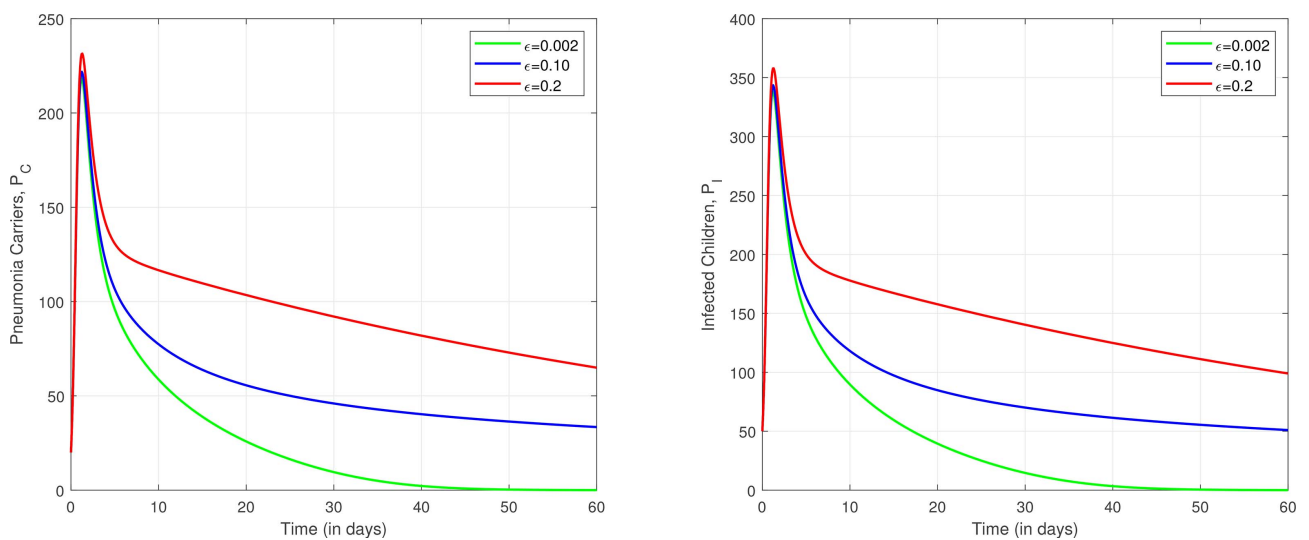 250
200
150
100
50
0
Pneumonia Carriers, P_C
0 10 20 30 40 50 60
Time (in days)
ϵ=0.002
ϵ=0.10
ϵ=0.2
400
350
300
250
200
150
100
50
0
Infected Children, P_I
0 10 20 30 40 50 60
Time (in days)
ϵ=0.002
ϵ=0.10
ϵ=0.2